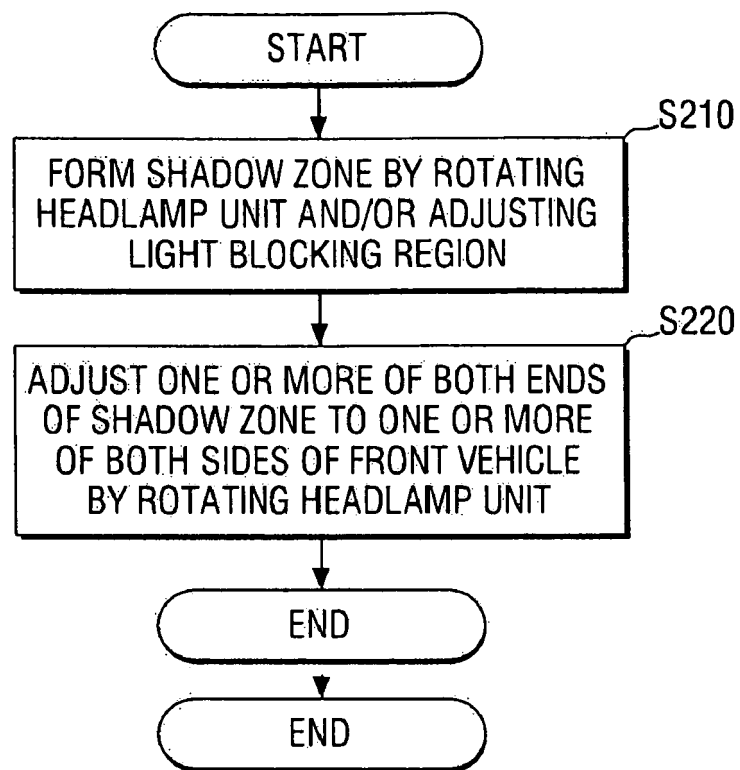 START
S210
FORM SHADOW ZONE BY ROTATING
HEADLAMP UNIT AND/OR ADJUSTING
LIGHT BLOCKING REGION
S220
ADJUST ONE OR MORE OF BOTH ENDS
OF SHADOW ZONE TO ONE OR MORE
OF BOTH SIDES OF FRONT VEHICLE
BY ROTATING HEADLAMP UNIT
END
END